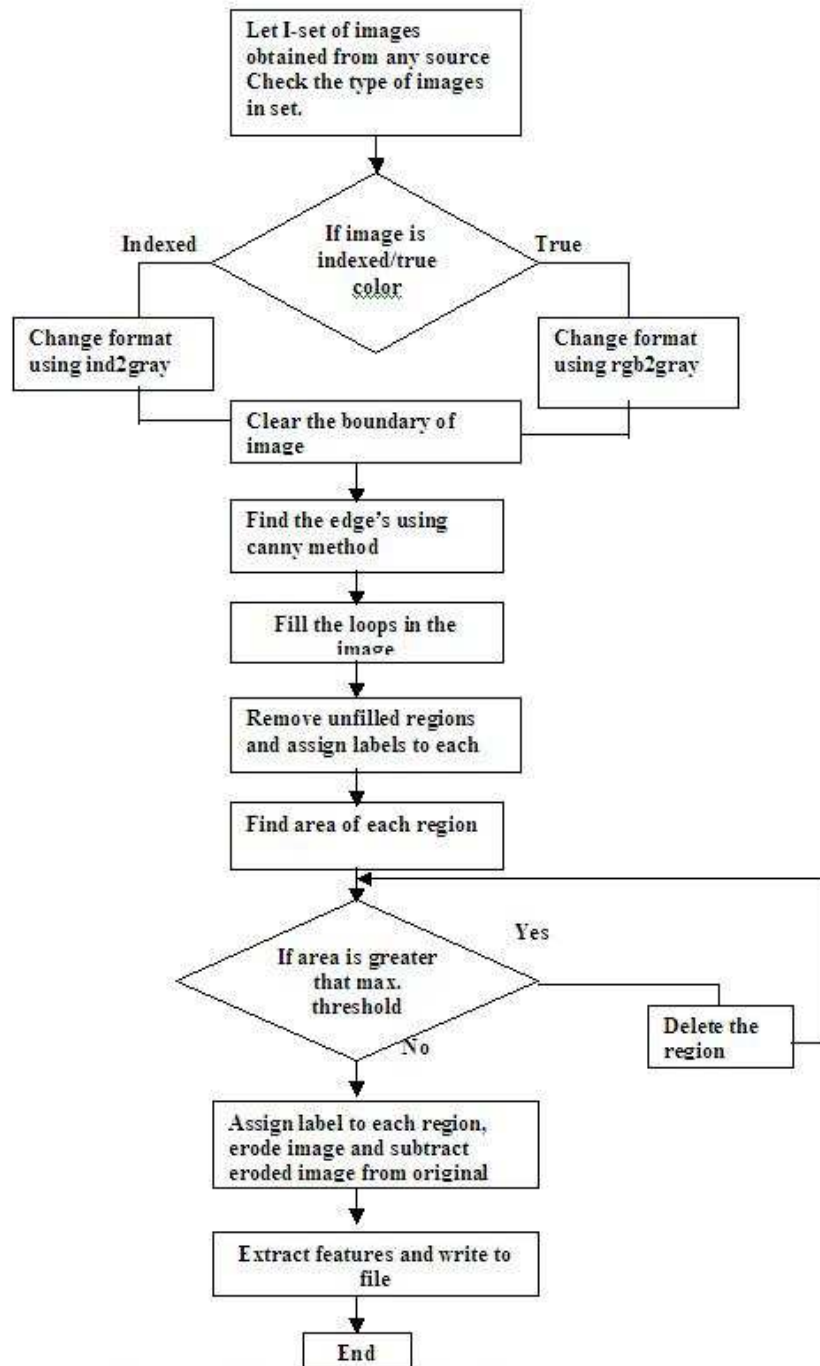 Let I-set of images
obtained from any source
Check the type of images
in set.
If image is
indexed/true
color
Indexed
True
Change format
using ind2gray
Change format
using rgb2gray
Clear the boundary of
image
Find the edge's using
canny method
Fill the loops in the
image
Remove unfilled regions
and assign labels to each
Find area of each region
If area is greater
that max.
threshold
Yes
Delete the
region
No
Assign label to each region,
erode image and subtract
eroded image from original
Extract features and write to
file
End